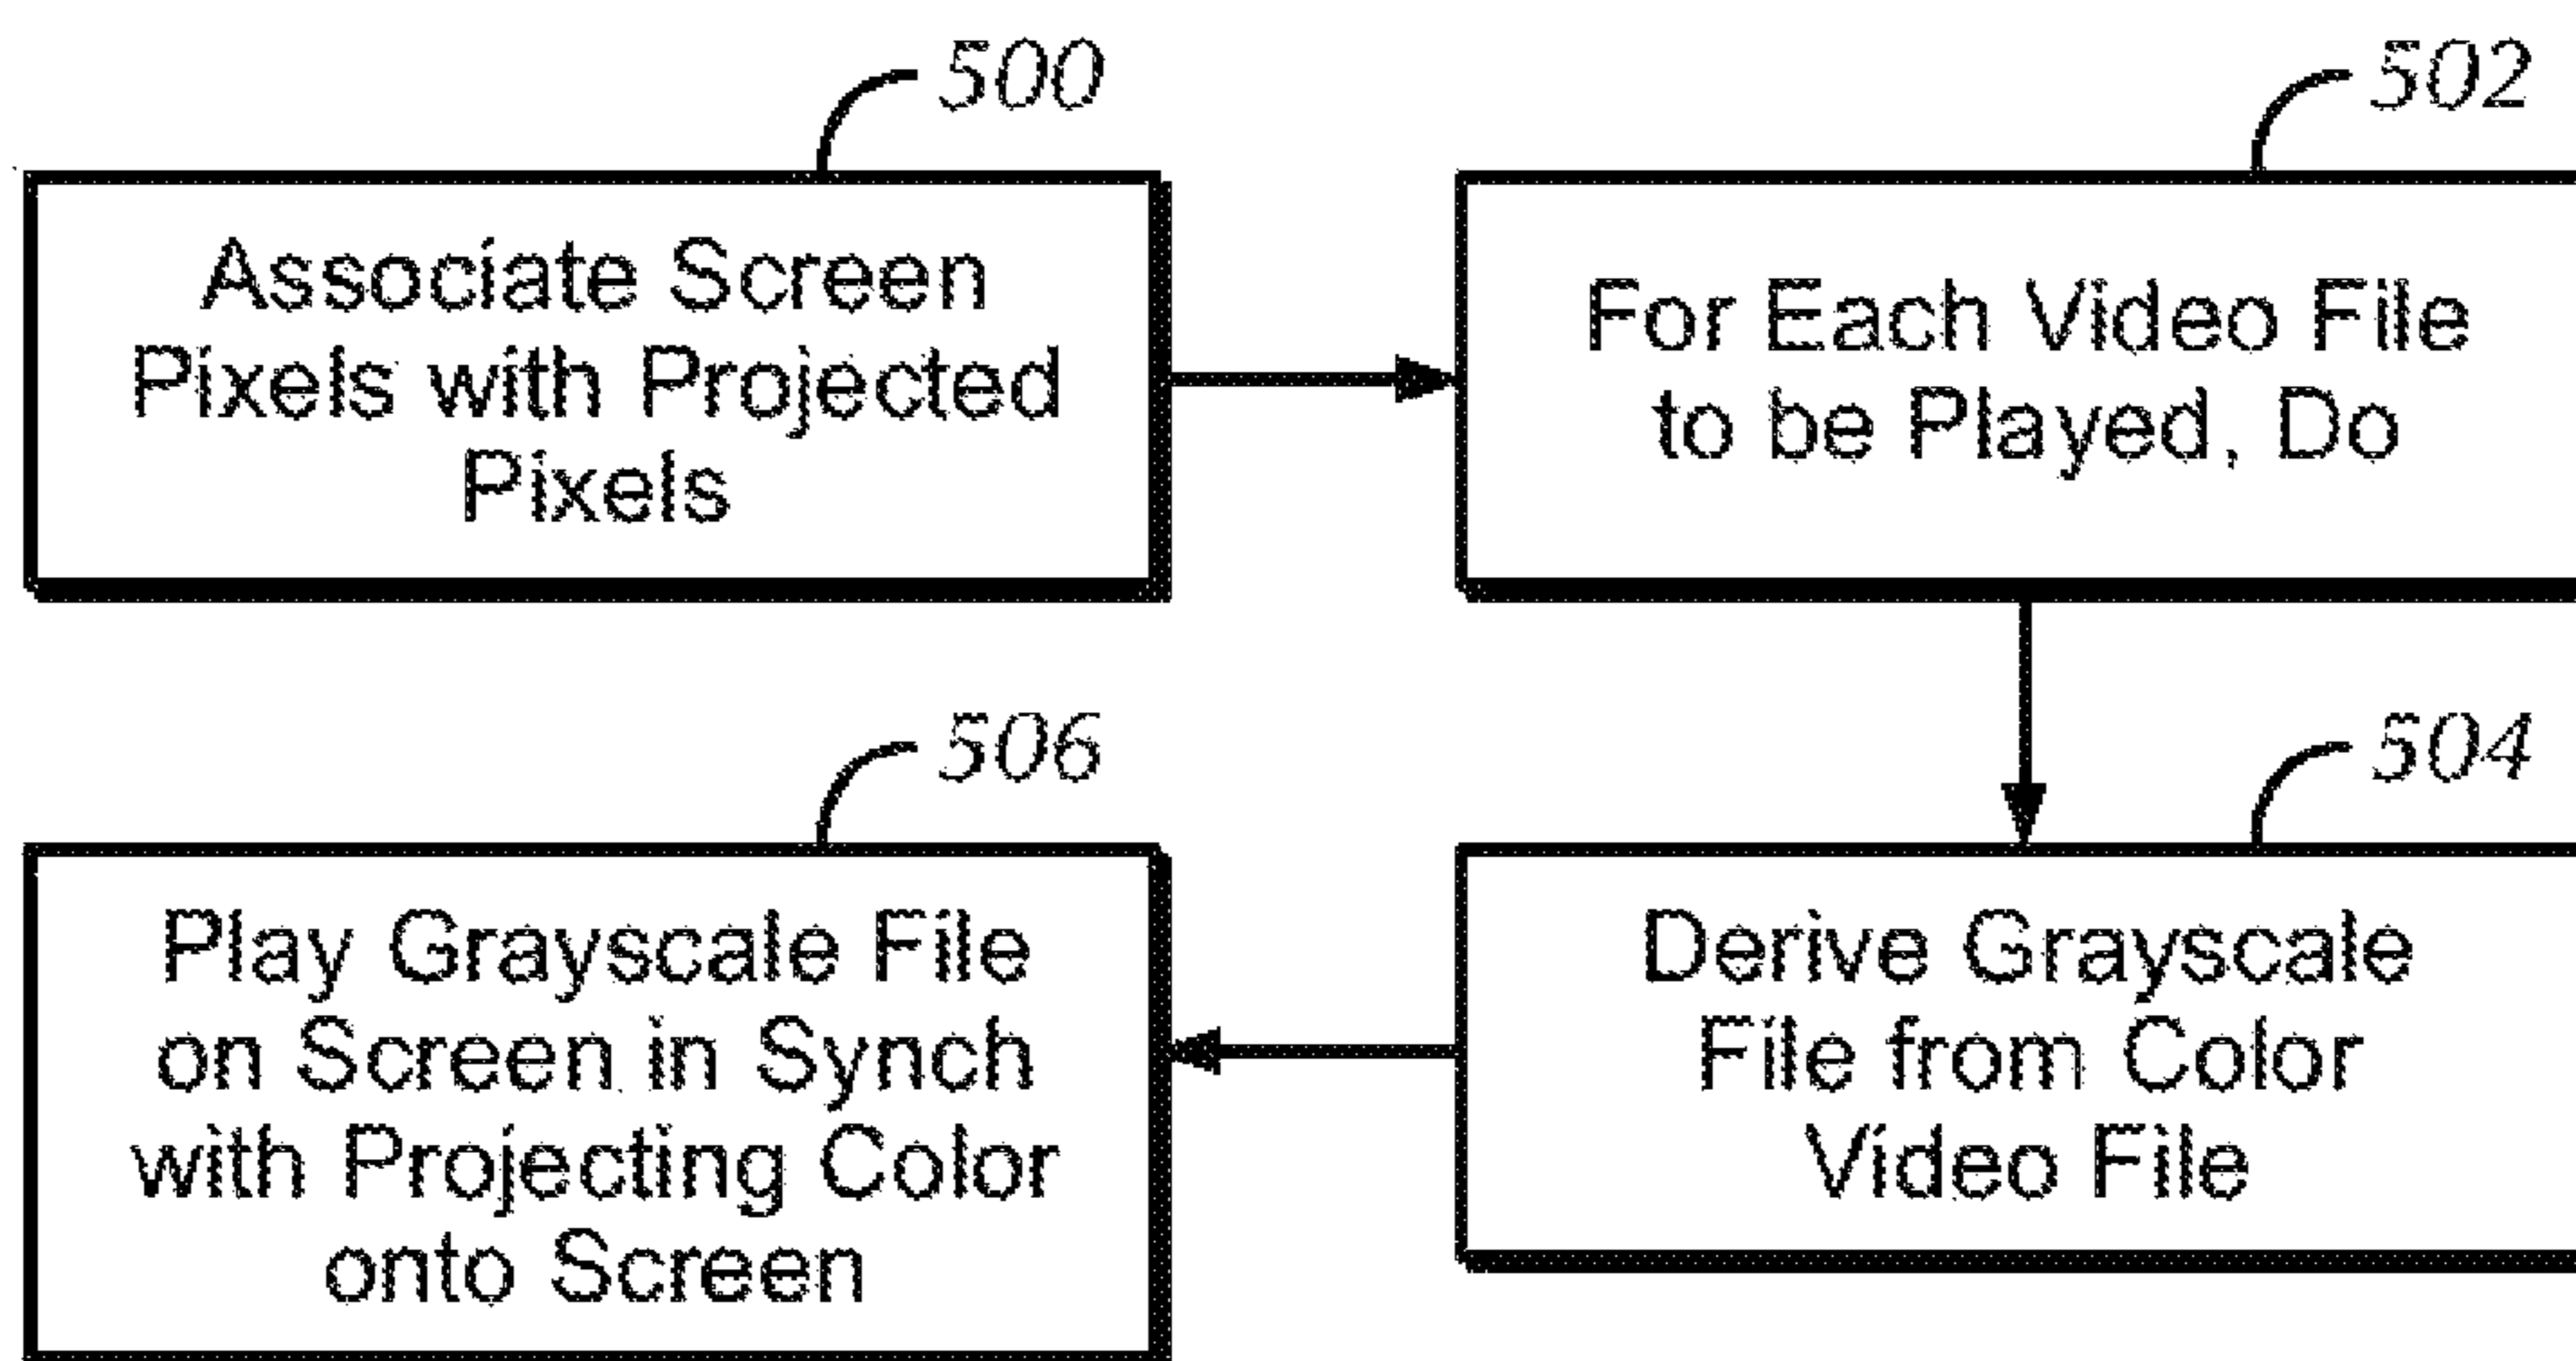 500
Associate Screen
Pixels with Projected
Pixels
502
For Each Video File
to be Played, Do
504
Derive Grayscale
File from Color
Video File
506
Play Grayscale File
on Screen in Synch
with Projecting Color
onto Screen